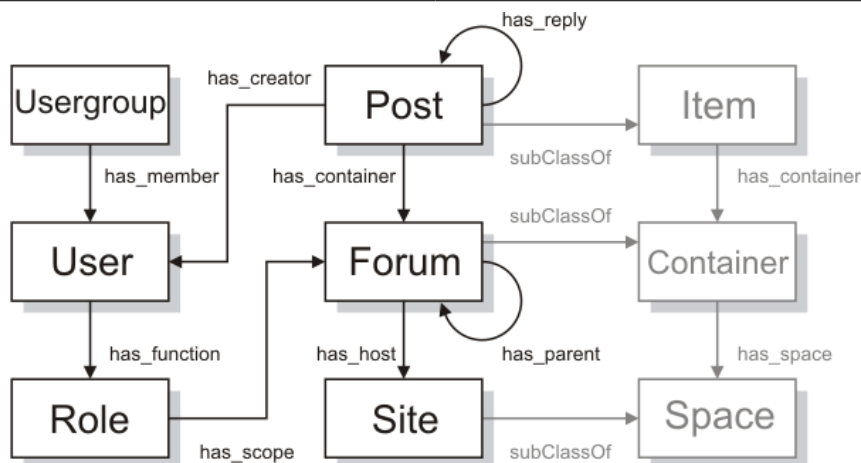 has_reply
has_creator
Usergroup
Post
Item
subClassOf
has_member
has_container
has_container
subClassOf
User
Forum
Container
has_function
has_host
has_parent
has_space
Role
Site
Space
has_scope
subClassOf